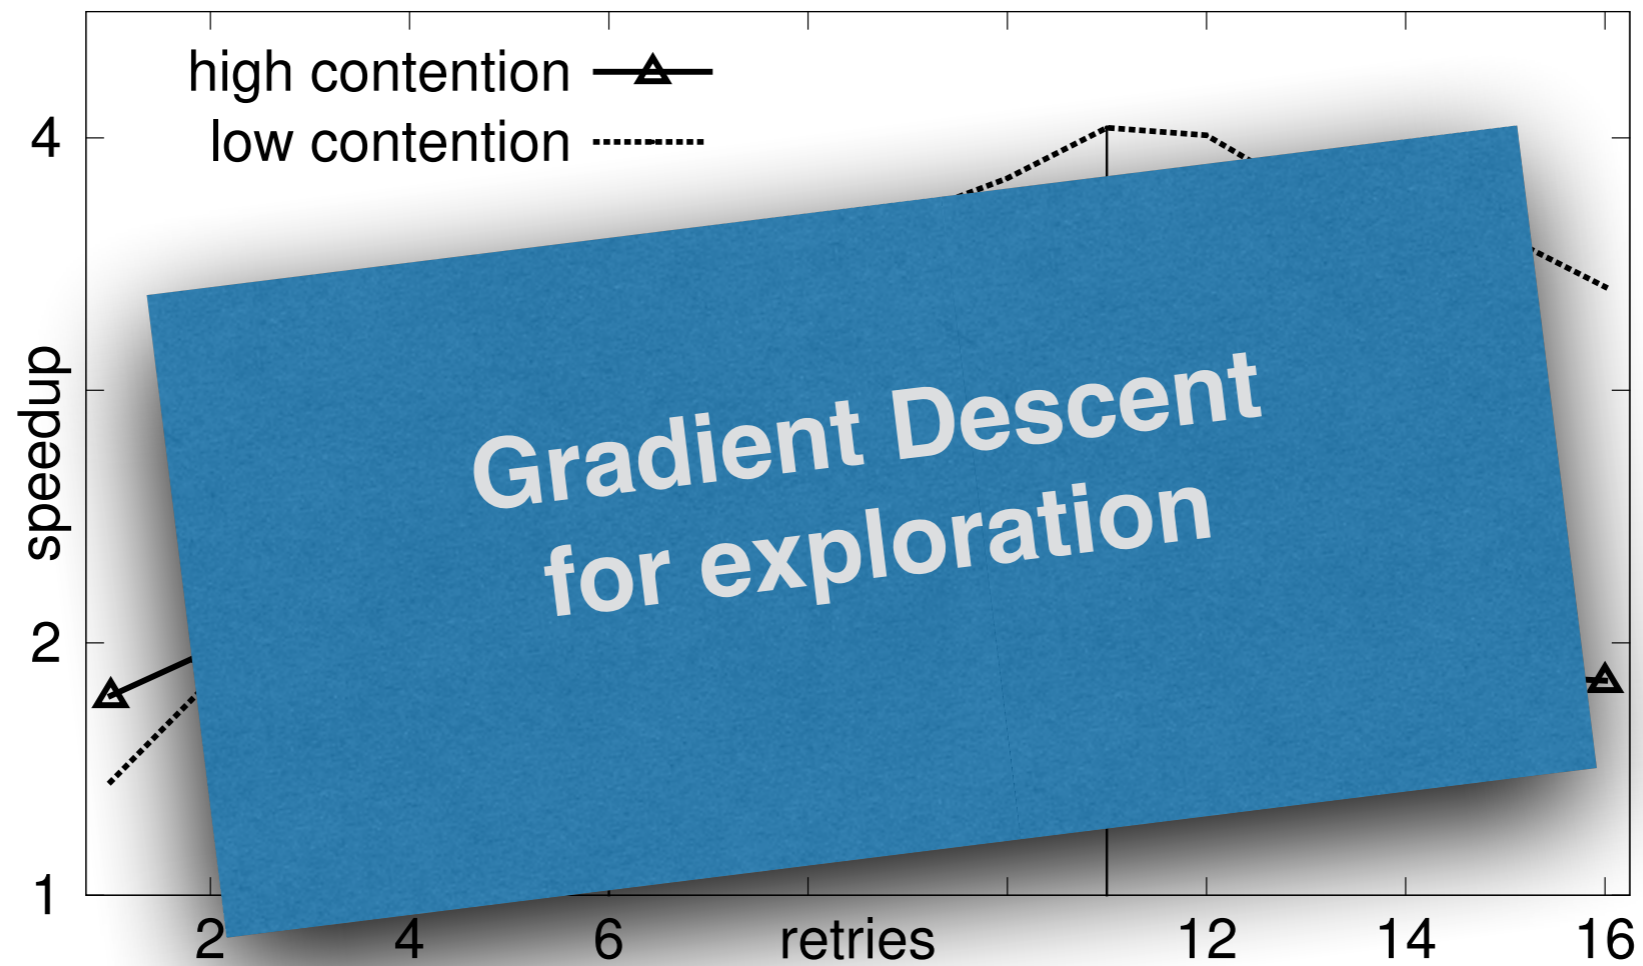 high contention
low contention
4
speedup
Gradient Descent
for exploration
2
1
2 4 6 retries 12 14 16